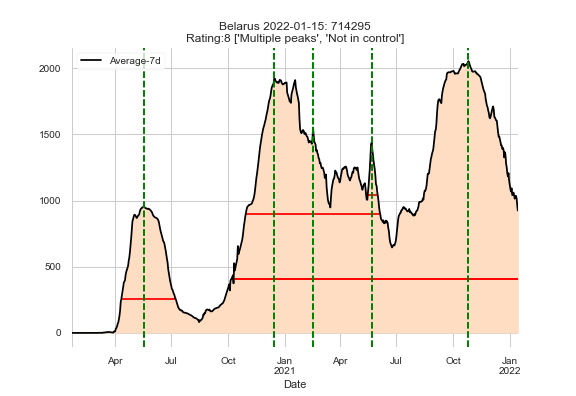 Belarus 2022-01-15: 714295
Rating:8 ['Multiple peaks', 'Not in control']
Average-7d
2000
1500
1000
500
0
Apr Jul Oct Jan Apr Jul Oct Jan
2021 2022
Date